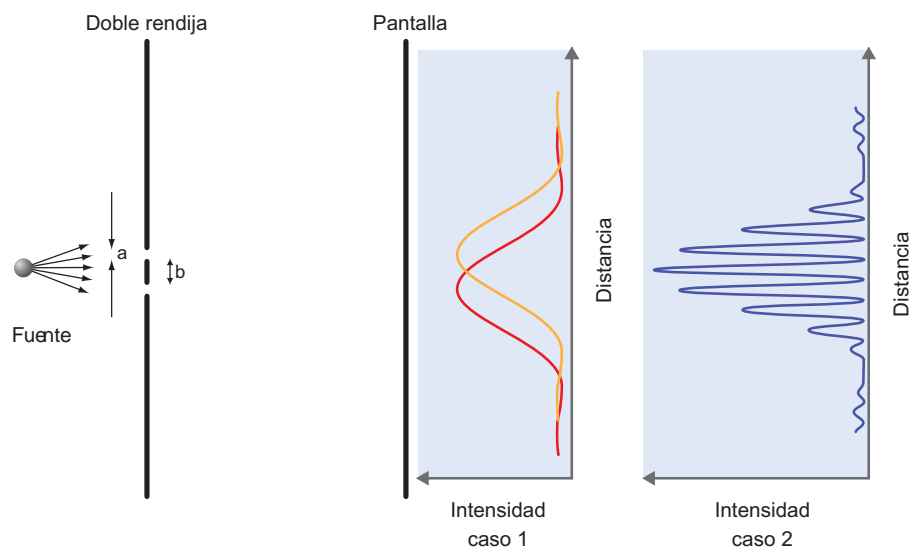 Doble rendija
Pantalla
a
b
Fuente
Distancia
Distancia
Intensidad
caso 1
Intensidad
caso 2